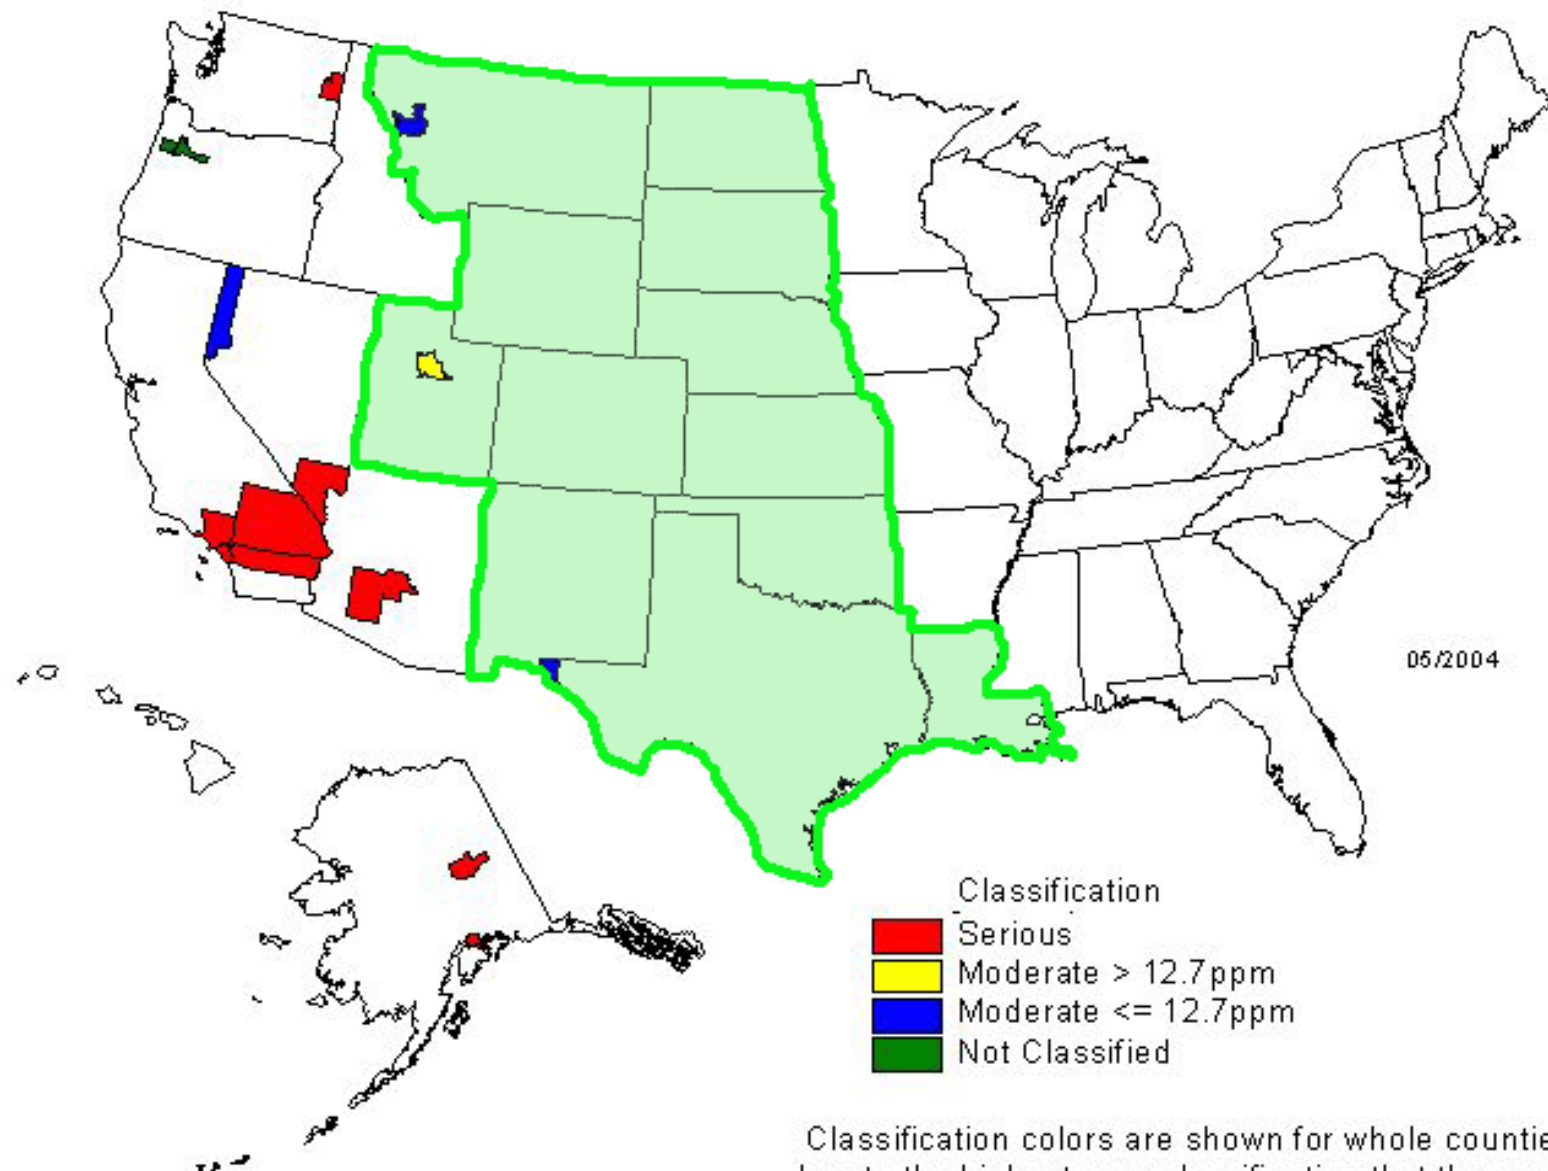 05/2004
Classification
Serious
Moderate > 12.7ppm
Moderate <= 12.7ppm
Not Classified
Classification colors are shown for whole countie